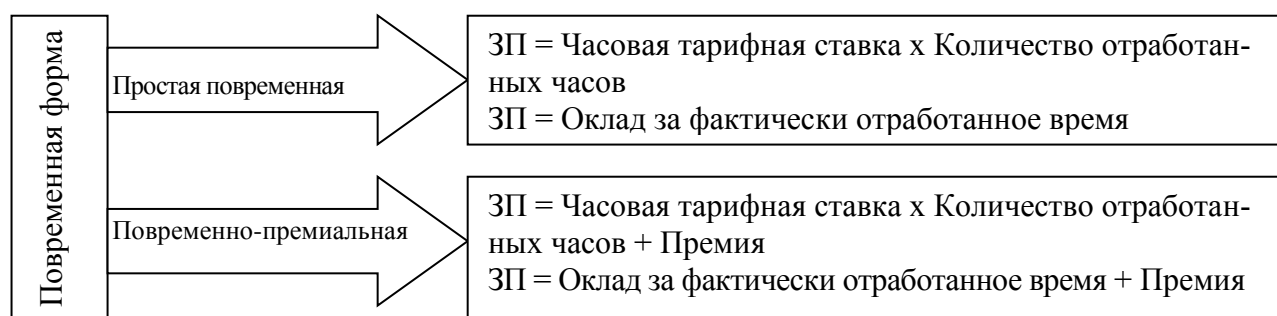 Повременная форма
Простая повременная
ЗП = Часовая тарифная ставка х Количество отработан-
ных часов
ЗП = Оклад за фактически отработанное время
Повременно-премиальная
ЗП = Часовая тарифная ставка х Количество отработан-
ных часов + Премия
ЗП = Оклад за фактически отработанное время + Премия